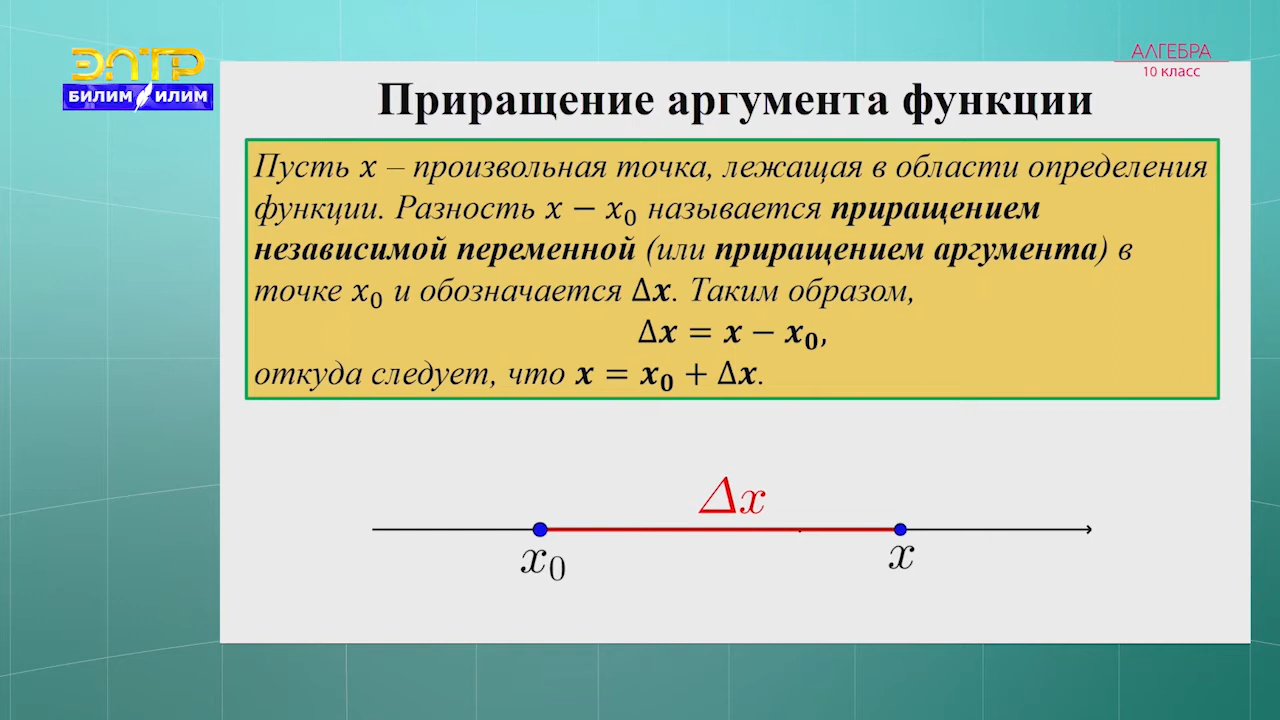 ЭЛТР
БИЛИМ ИЛИМ
АЛГЕБРА
10 класс
Приращение аргумента функции
Пусть x – произвольная точка, лежащая в области определения
функции. Разность x − x₀ называется приращением
независимой переменной (или приращением аргумента) в
точке x₀ и обозначается Δx. Таким образом,
Δx = x − x₀,
откуда следует, что x = x₀ + Δx.
Δx
x₀ x